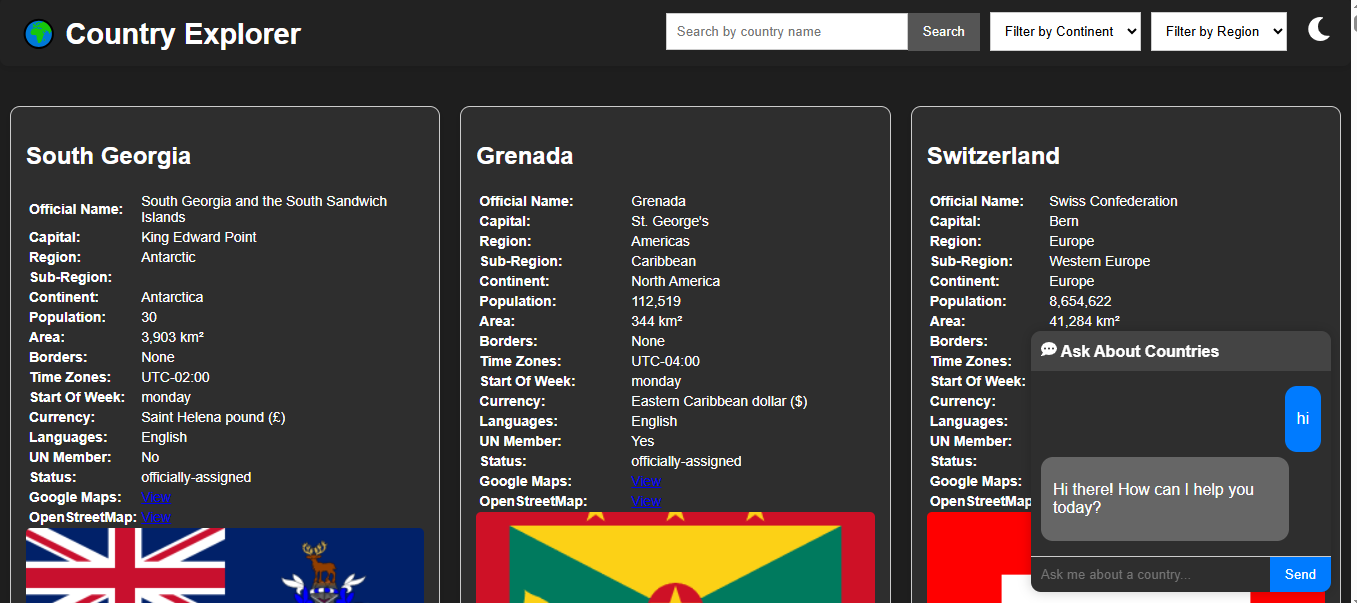 Country Explorer
Search by country name
Search
Filter by Continent
Filter by Region
South Georgia
Official Name: South Georgia and the South Sandwich
Islands
Capital: King Edward Point
Region: Antarctic
Sub-Region:
Continent: Antarctica
Population: 30
Area: 3,903 km²
Borders: None
Time Zones: UTC-02:00
Start Of Week: monday
Currency: Saint Helena pound (£)
Languages: English
UN Member: No
Status: officially-assigned
Google Maps: View
OpenStreetMap: View
Grenada
Official Name: Grenada
Capital: St. George's
Region: Americas
Sub-Region: Caribbean
Continent: North America
Population: 112,519
Area: 344 km²
Borders: None
Time Zones: UTC-04:00
Start Of Week: monday
Currency: Eastern Caribbean dollar ($)
Languages: English
UN Member: Yes
Status: officially-assigned
Google Maps: View
OpenStreetMap: View
Switzerland
Official Name: Swiss Confederation
Capital: Bern
Region: Europe
Sub-Region: Western Europe
Continent: Europe
Population: 8,654,622
Area: 41,284 km²
Borders:
Time Zones:
Start Of Week:
Currency:
Languages:
UN Member:
Status:
Google Maps:
OpenStreetMap
Ask About Countries
hi
Hi there! How can I help you
today?
Ask me about a country...
Send